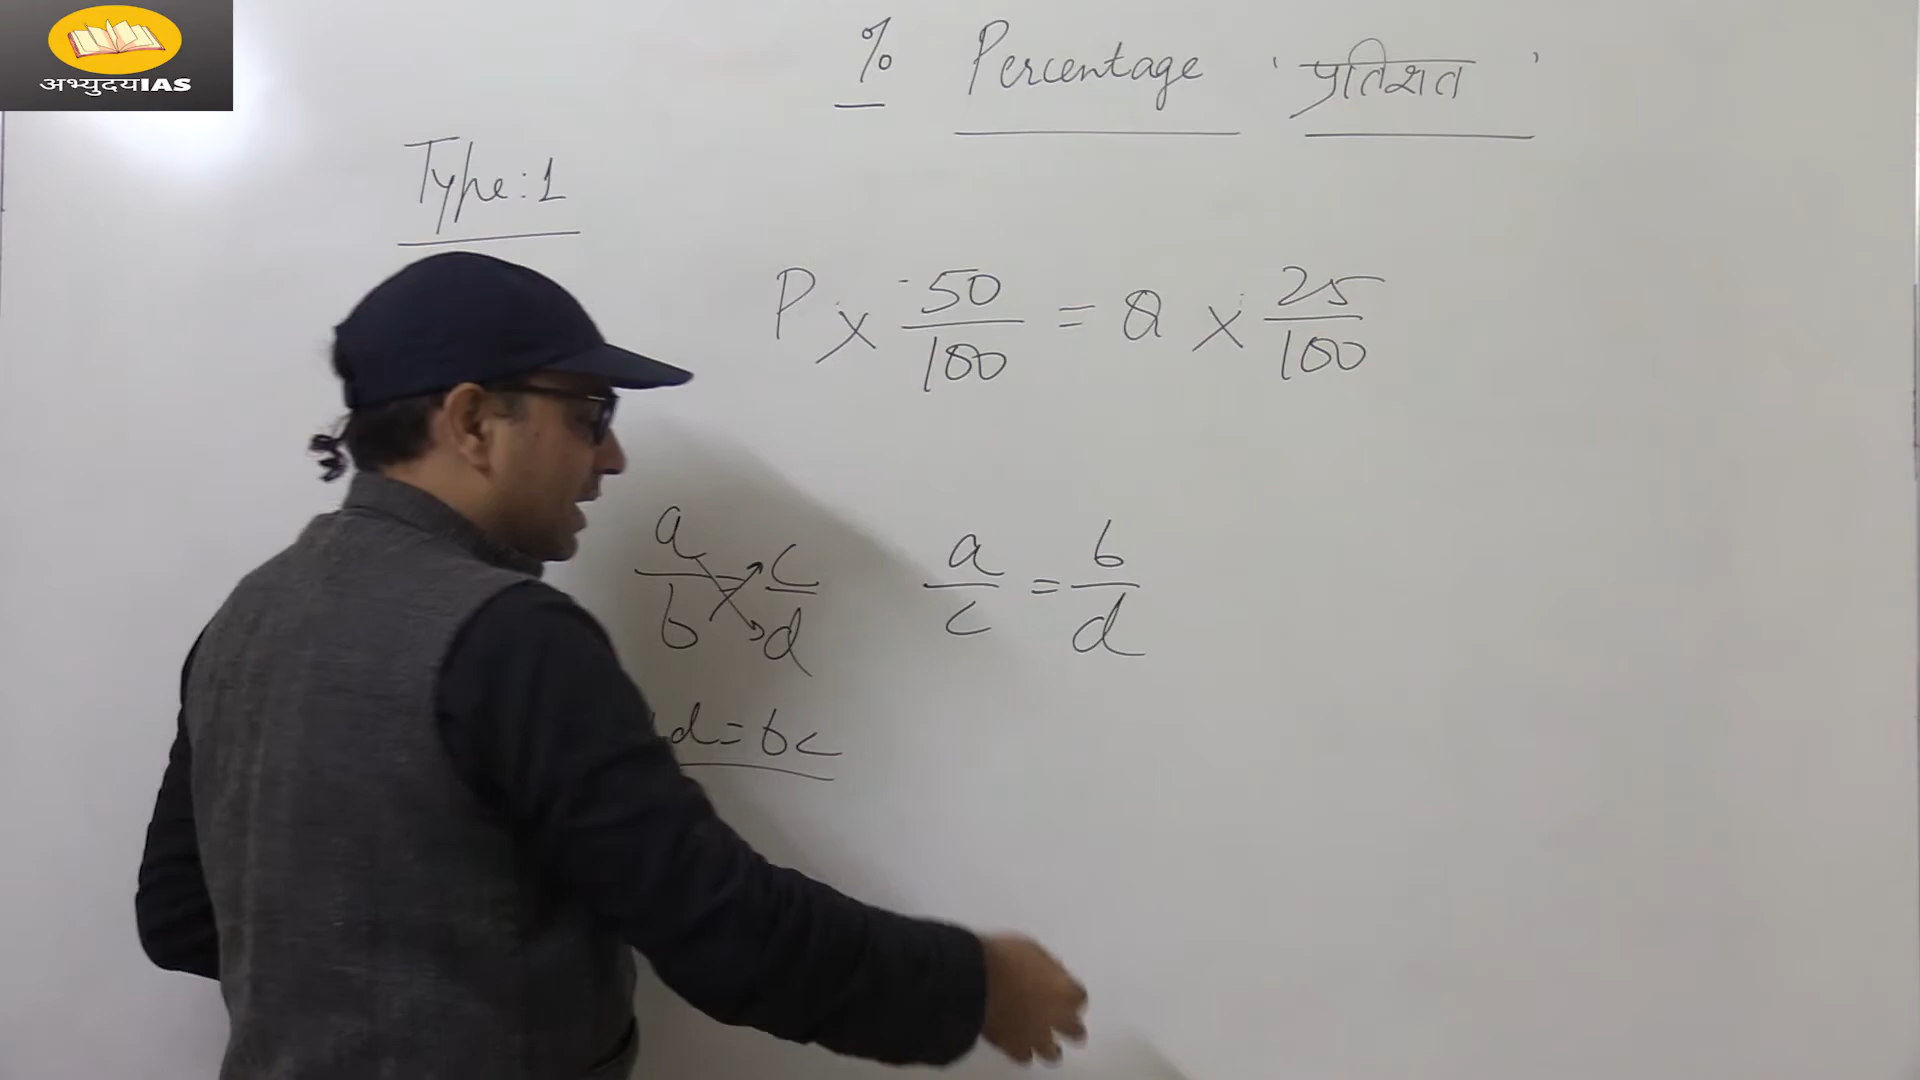 अभ्युदयIAS
% Percentage 'प्रतिशत'
Type:1
P × 50/100 = Q × 25/100
a/b = c/d
a/c = b/d
d = bc